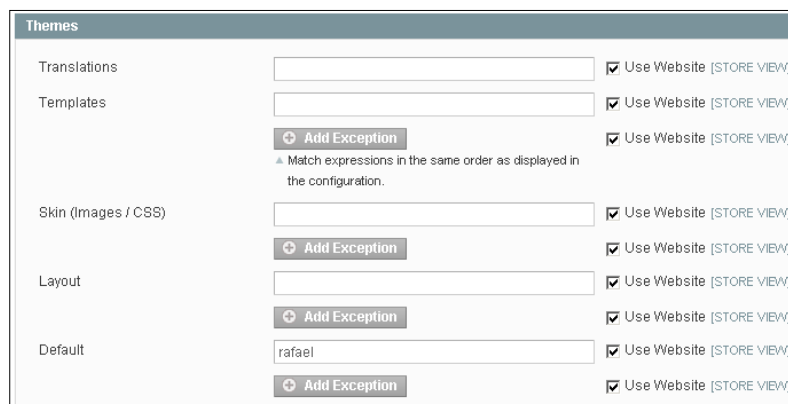 Themes
Translations Use Website [STORE VIEW]
Templates Use Website [STORE VIEW]
Add Exception Use Website [STORE VIEW]
Match expressions in the same order as displayed in
the configuration.
Skin (Images / CSS) Use Website [STORE VIEW]
Add Exception Use Website [STORE VIEW]
Layout Use Website [STORE VIEW]
Add Exception Use Website [STORE VIEW]
Default rafael Use Website [STORE VIEW]
Add Exception Use Website [STORE VIEW]